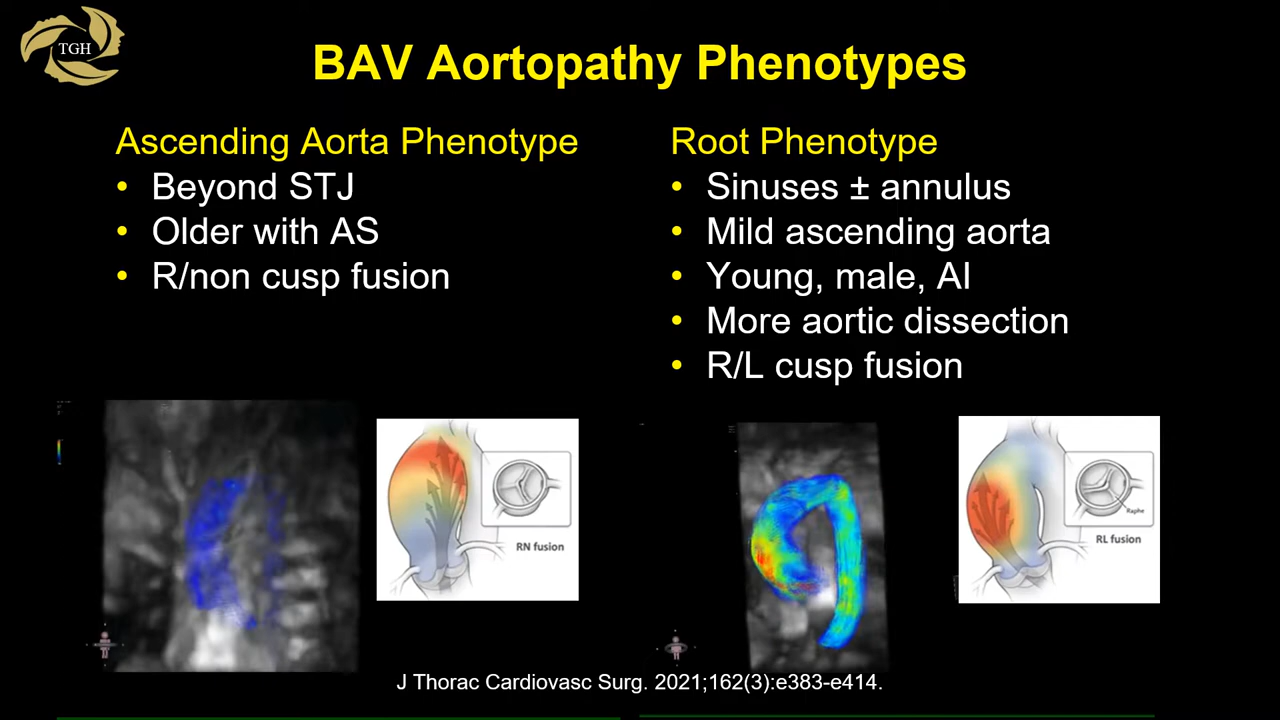 TGH
BAV Aortopathy Phenotypes
Ascending Aorta Phenotype
• Beyond STJ
• Older with AS
• R/non cusp fusion
Root Phenotype
• Sinuses ± annulus
• Mild ascending aorta
• Young, male, AI
• More aortic dissection
• R/L cusp fusion
RN fusion
Raphe
RL fusion
J Thorac Cardiovasc Surg. 2021;162(3):e383-e414.